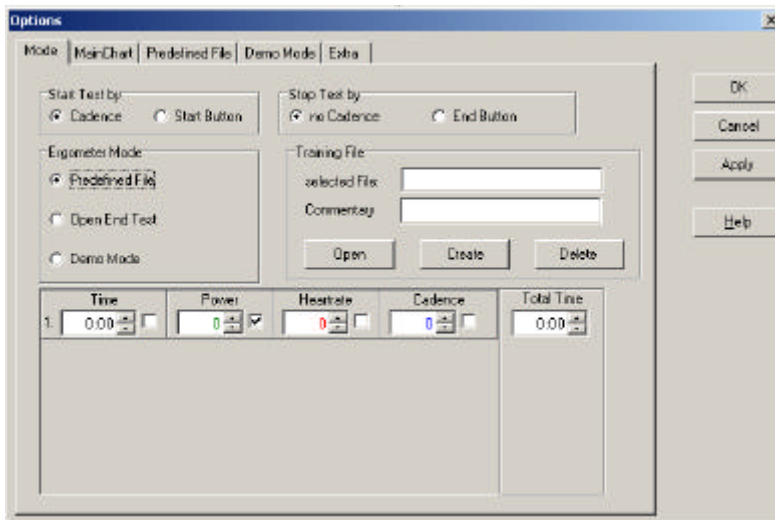 Options
Mode MainChart Predefined File Demo Mode Extra
Start Test by
Cadence Start Button
Stop Test by
no Cadence End Button
OK
Cancel
Apply
Help
Ergometer Mode
Predefined File
Open End Test
Demo Mode
Training File
selected File:
Commentary
Open Create Delete
Time Power Heartrate Cadence Total Time
1. 0:00 0 0 0 0:00